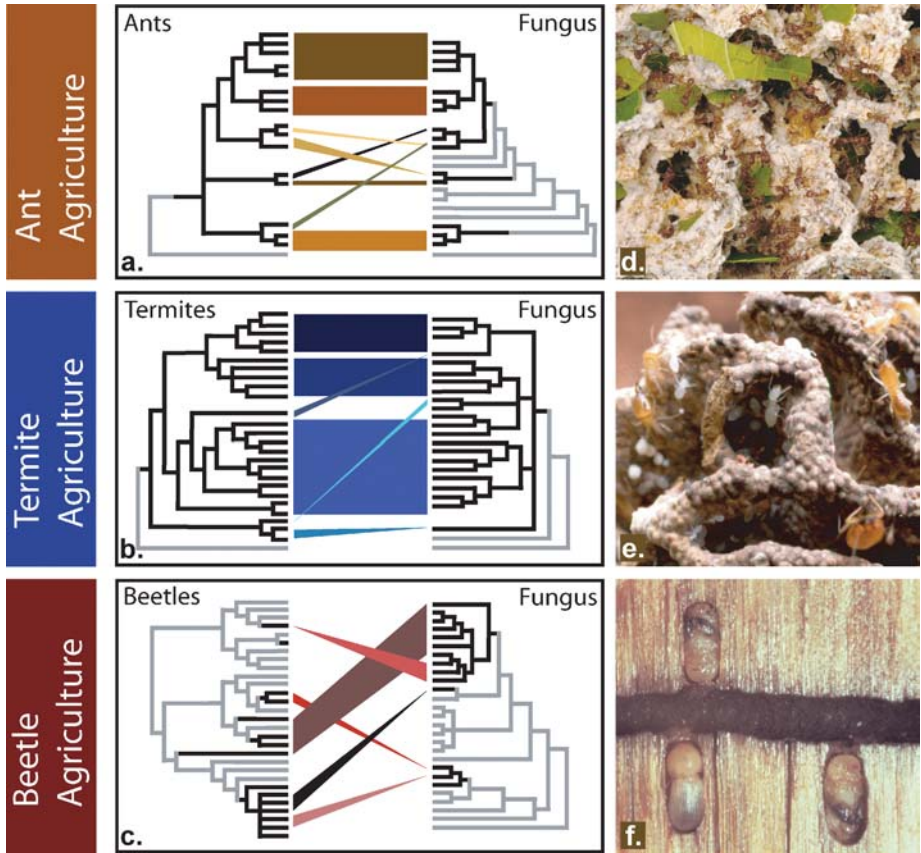 Ant
Agriculture
Ants
Fungus
a.
d.
Termite
Agriculture
Termites
Fungus
b.
e.
Beetle
Agriculture
Beetles
Fungus
c.
f.